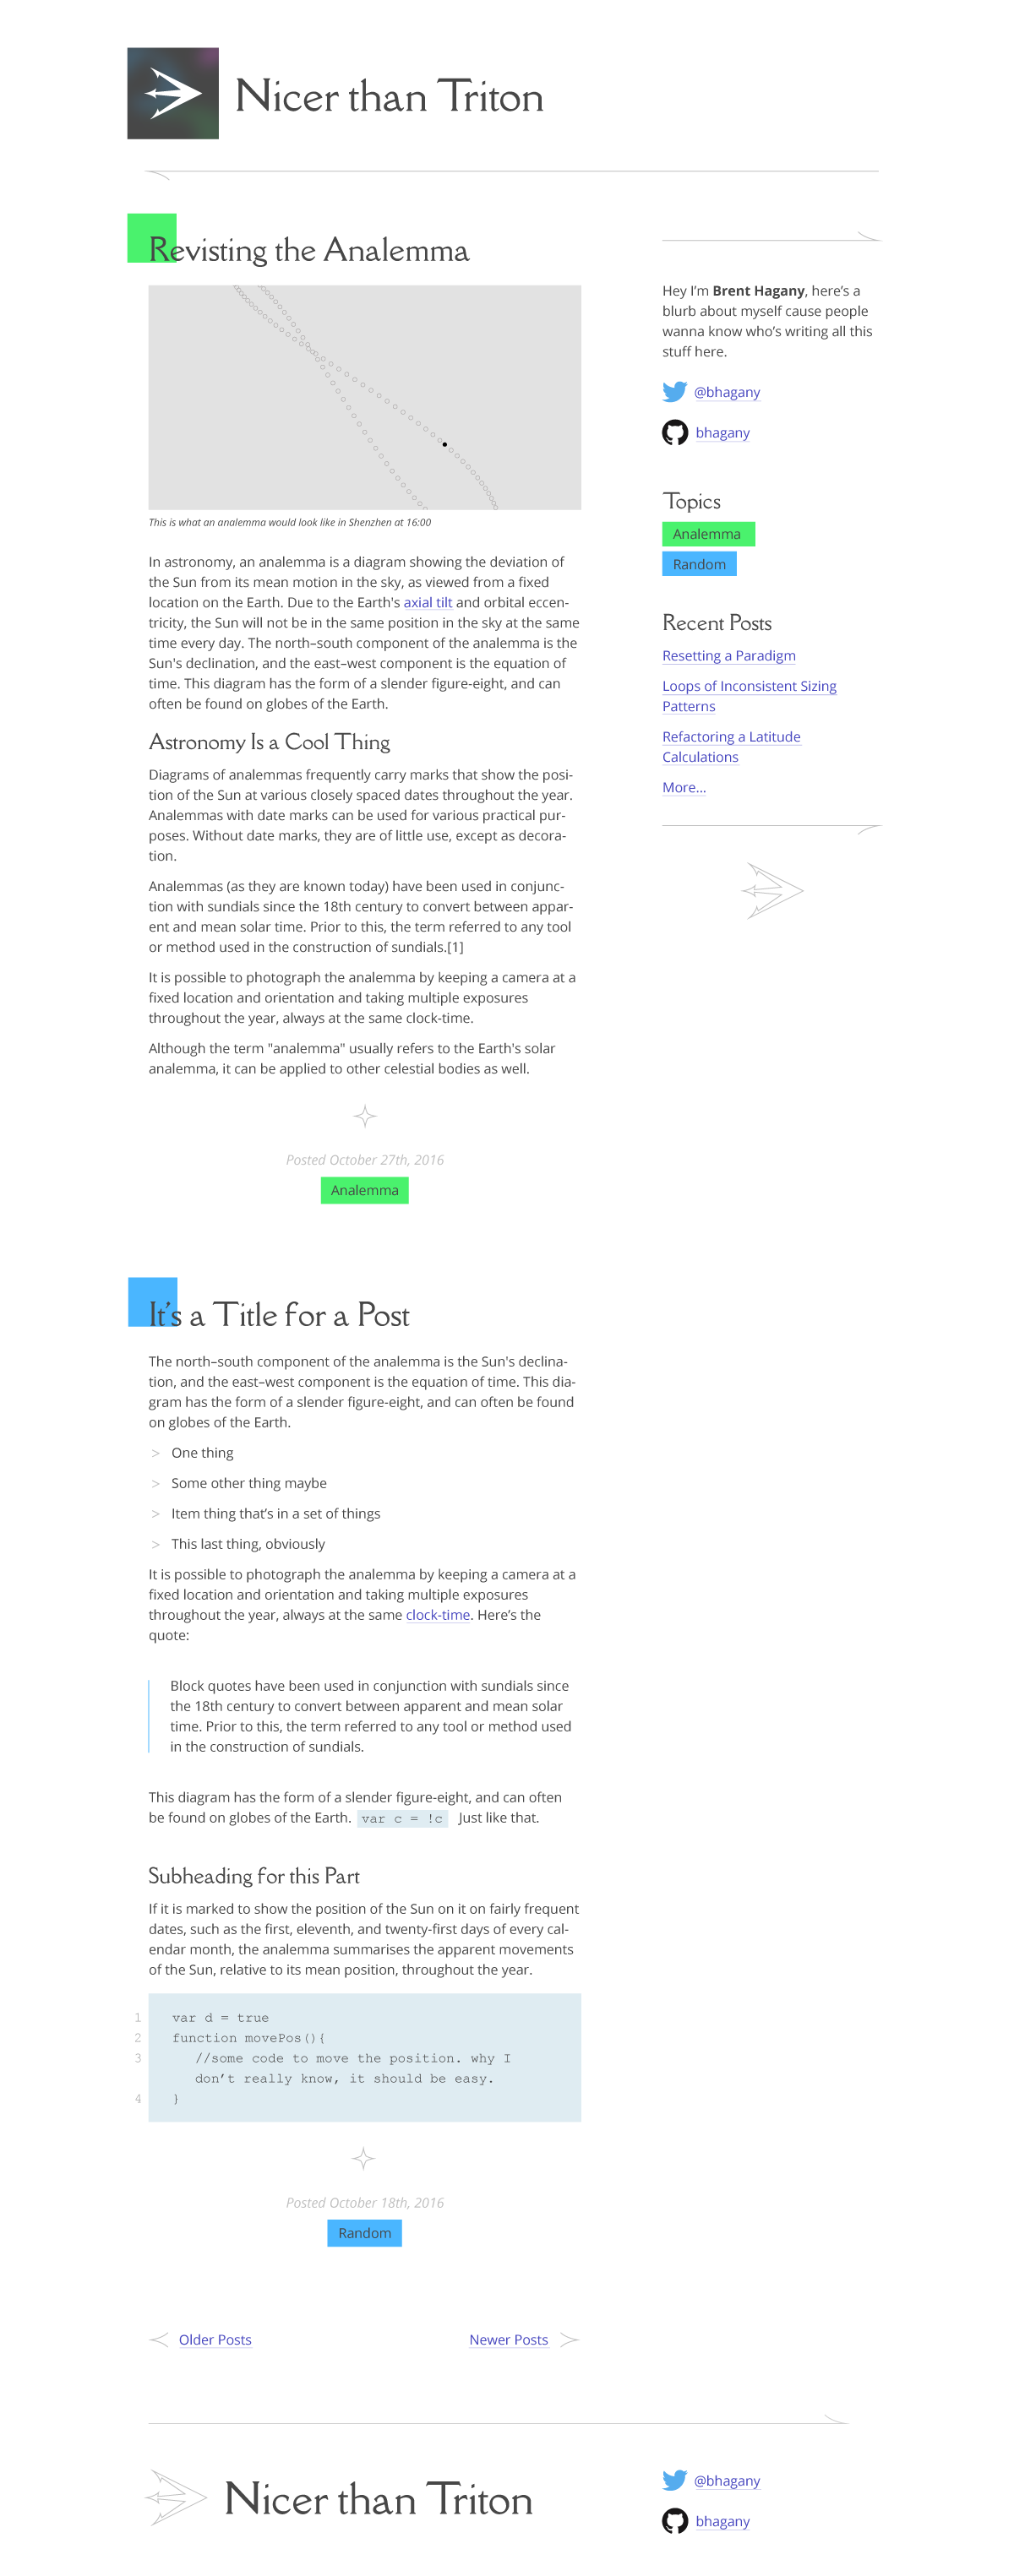 Nicer than Triton
Revisting the Analemma
This is what an analemma would look like in Shenzhen at 16:00
In astronomy, an analemma is a diagram showing the deviation of
the Sun from its mean motion in the sky, as viewed from a fixed
location on the Earth. Due to the Earth's axial tilt and orbital eccen-
tricity, the Sun will not be in the same position in the sky at the same
time every day. The north–south component of the analemma is the
Sun's declination, and the east–west component is the equation of
time. This diagram has the form of a slender figure-eight, and can
often be found on globes of the Earth.
Astronomy Is a Cool Thing
Diagrams of analemmas frequently carry marks that show the posi-
tion of the Sun at various closely spaced dates throughout the year.
Analemmas with date marks can be used for various practical pur-
poses. Without date marks, they are of little use, except as decora-
tion.
Analemmas (as they are known today) have been used in conjunc-
tion with sundials since the 18th century to convert between appar-
ent and mean solar time. Prior to this, the term referred to any tool
or method used in the construction of sundials.[1]
It is possible to photograph the analemma by keeping a camera at a
fixed location and orientation and taking multiple exposures
throughout the year, always at the same clock-time.
Although the term "analemma" usually refers to the Earth's solar
analemma, it can be applied to other celestial bodies as well.
Posted October 27th, 2016
Analemma
Hey I’m Brent Hagany, here’s a
blurb about myself cause people
wanna know who’s writing all this
stuff here.
@bhagany
bhagany
Topics
Analemma
Random
Recent Posts
Resetting a Paradigm
Loops of Inconsistent Sizing
Patterns
Refactoring a Latitude
Calculations
More...
It’s a Title for a Post
The north–south component of the analemma is the Sun's declina-
tion, and the east–west component is the equation of time. This dia-
gram has the form of a slender figure-eight, and can often be found
on globes of the Earth.
> One thing
> Some other thing maybe
> Item thing that’s in a set of things
> This last thing, obviously
It is possible to photograph the analemma by keeping a camera at a
fixed location and orientation and taking multiple exposures
throughout the year, always at the same clock-time. Here’s the
quote:
Block quotes have been used in conjunction with sundials since
the 18th century to convert between apparent and mean solar
time. Prior to this, the term referred to any tool or method used
in the construction of sundials.
This diagram has the form of a slender figure-eight, and can often
be found on globes of the Earth. var c = !c Just like that.
Subheading for this Part
If it is marked to show the position of the Sun on it on fairly frequent
dates, such as the first, eleventh, and twenty-first days of every cal-
endar month, the analemma summarises the apparent movements
of the Sun, relative to its mean position, throughout the year.
1 var d = true
2 function movePos(){
3 //some code to move the position. why I
don’t really know, it should be easy.
4 }
Posted October 18th, 2016
Random
Older Posts
Newer Posts
Nicer than Triton
@bhagany
bhagany